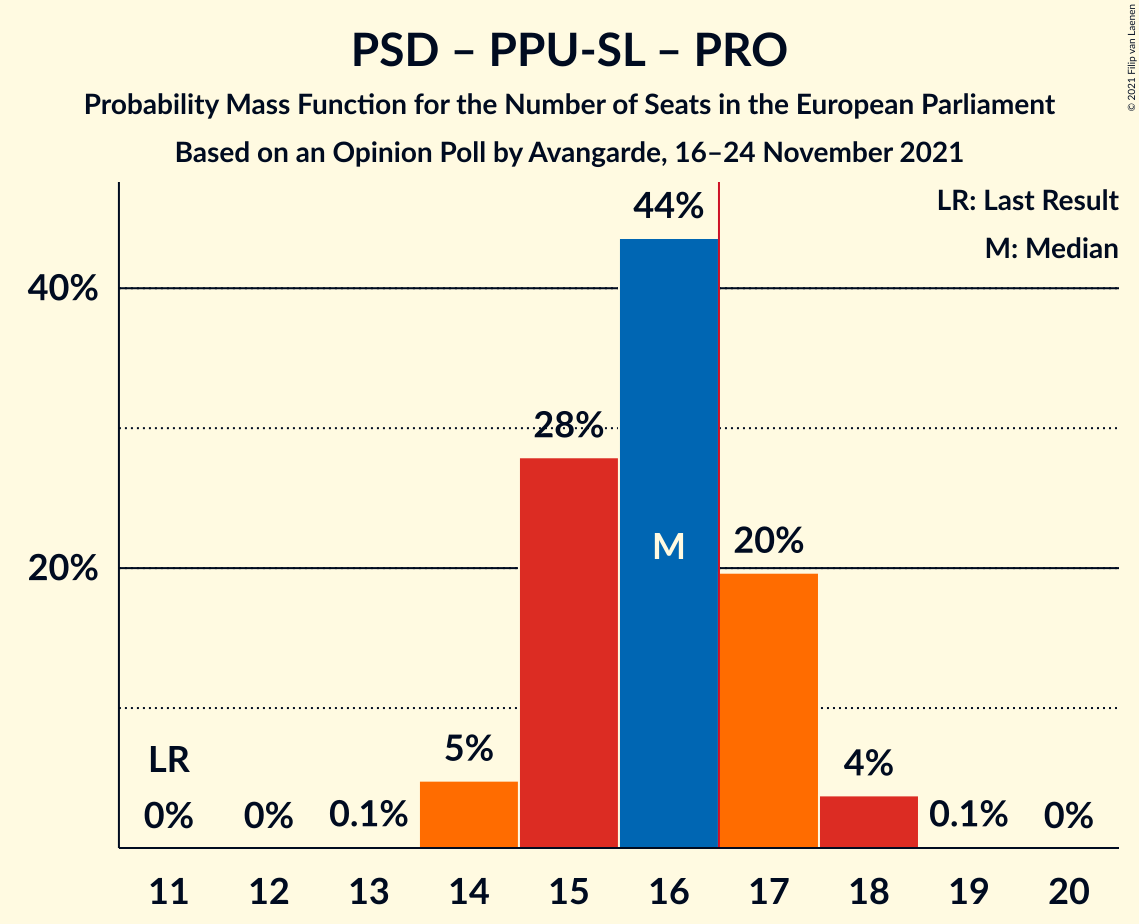 PSD – PPU-SL – PRO
Probability Mass Function for the Number of Seats in the European Parliament
Based on an Opinion Poll by Avangarde, 16–24 November 2021
© 2021 Filip van Laenen
LR: Last Result
M: Median
44%
40%
28%
M
20%
20%
LR
5%
4%
0%
0%
0.1%
0.1%
0%
11
12
13
14
15
16
17
18
19
20